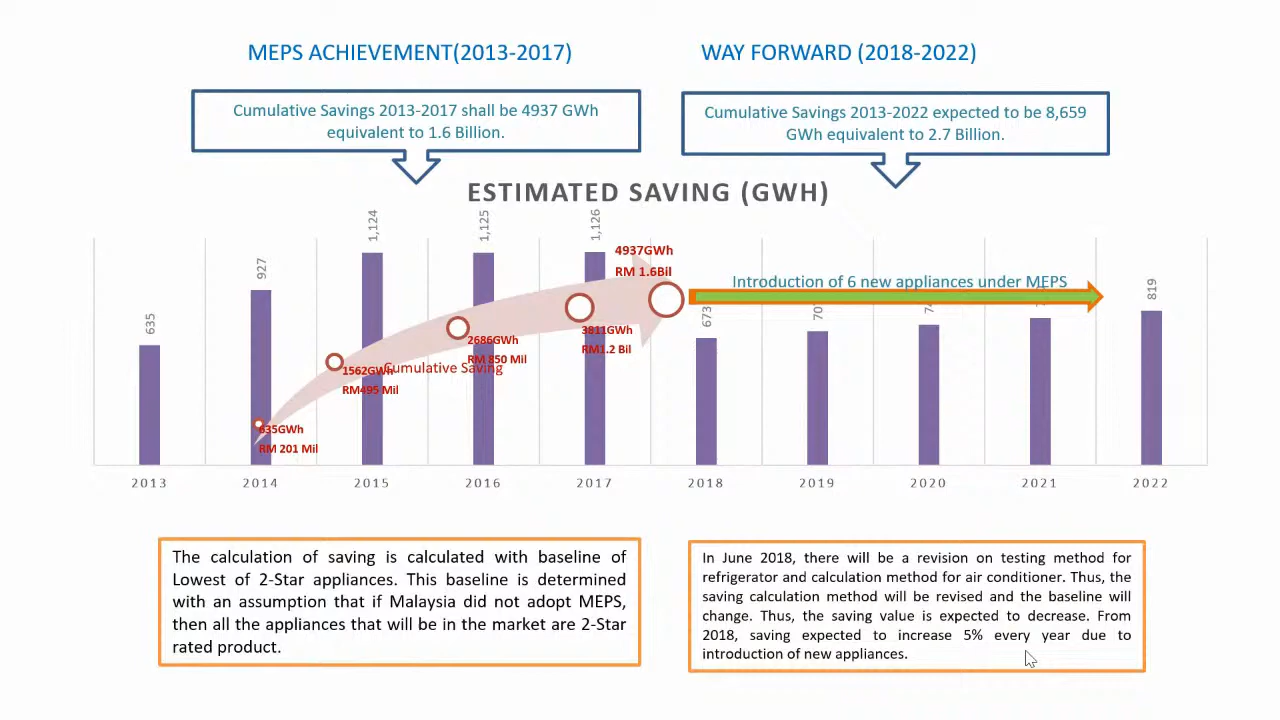 MEPS ACHIEVEMENT(2013-2017)
WAY FORWARD (2018-2022)
Cumulative Savings 2013-2017 shall be 4937 GWh
equivalent to 1.6 Billion.
Cumulative Savings 2013-2022 expected to be 8,659
GWh equivalent to 2.7 Billion.
ESTIMATED SAVING (GWH)
635
927
1,124
1,125
1,126
673
819
4937GWh
RM 1.6Bil
Introduction of 6 new appliances under MEPS
3811GWh
RM1.2 Bil
2686GWh
RM 850 Mil
Cumulative Saving
1562GWh
RM495 Mil
635GWh
RM 201 Mil
2013 2014 2015 2016 2017 2018 2019 2020 2021 2022
The calculation of saving is calculated with baseline of
Lowest of 2-Star appliances. This baseline is determined
with an assumption that if Malaysia did not adopt MEPS,
then all the appliances that will be in the market are 2-Star
rated product.
In June 2018, there will be a revision on testing method for
refrigerator and calculation method for air conditioner. Thus, the
saving calculation method will be revised and the baseline will
change. Thus, the saving value is expected to decrease. From
2018, saving expected to increase 5% every year due to
introduction of new appliances.